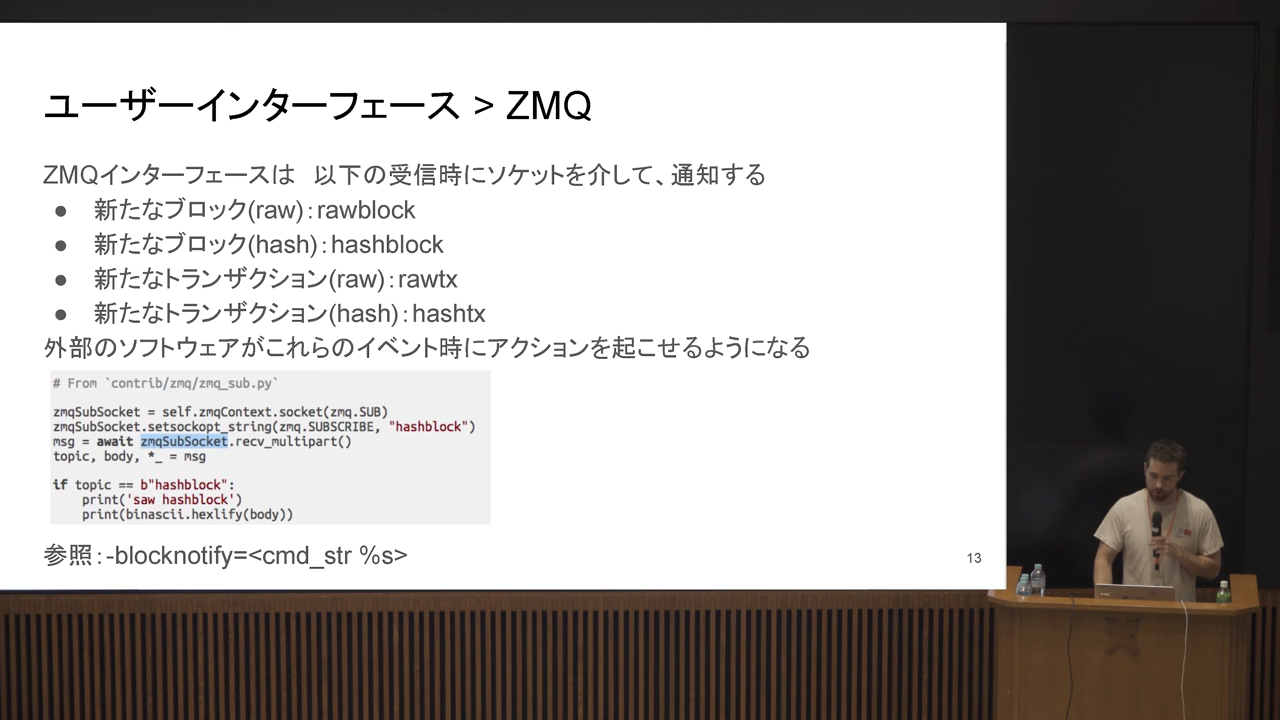 ユーザーインターフェース > ZMQ
ZMQインターフェースは　以下の受信時にソケットを介して、通知する
● 新たなブロック(raw)：rawblock
● 新たなブロック(hash)：hashblock
● 新たなトランザクション(raw)：rawtx
● 新たなトランザクション(hash)：hashtx
外部のソフトウェアがこれらのイベント時にアクションを起こせるようになる
# From `contrib/zmq/zmq_sub.py`
zmqSubSocket = self.zmqContext.socket(zmq.SUB)
zmqSubSocket.setsockopt_string(zmq.SUBSCRIBE, "hashblock")
msg = await zmqSubSocket.recv_multipart()
topic, body, *_ = msg
if topic == b"hashblock":
    print('saw hashblock')
    print(binascii.hexlify(body))
参照：-blocknotify=<cmd_str %s>
13